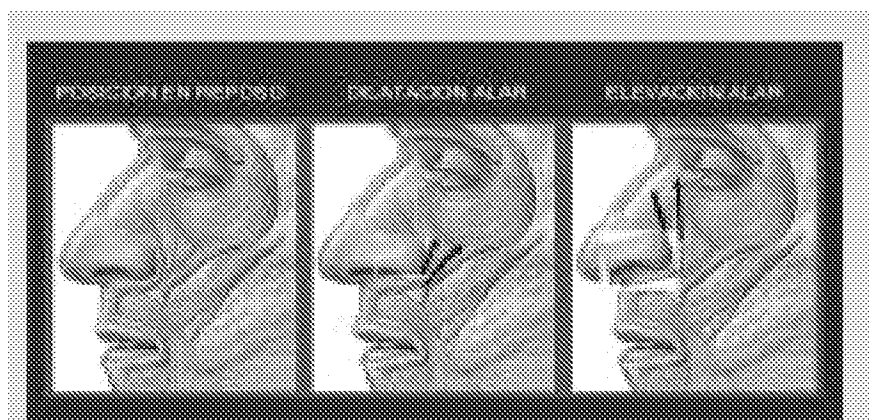 POSICION EN REPOSO
DILATACION ALAR
ELEVACION ALAR